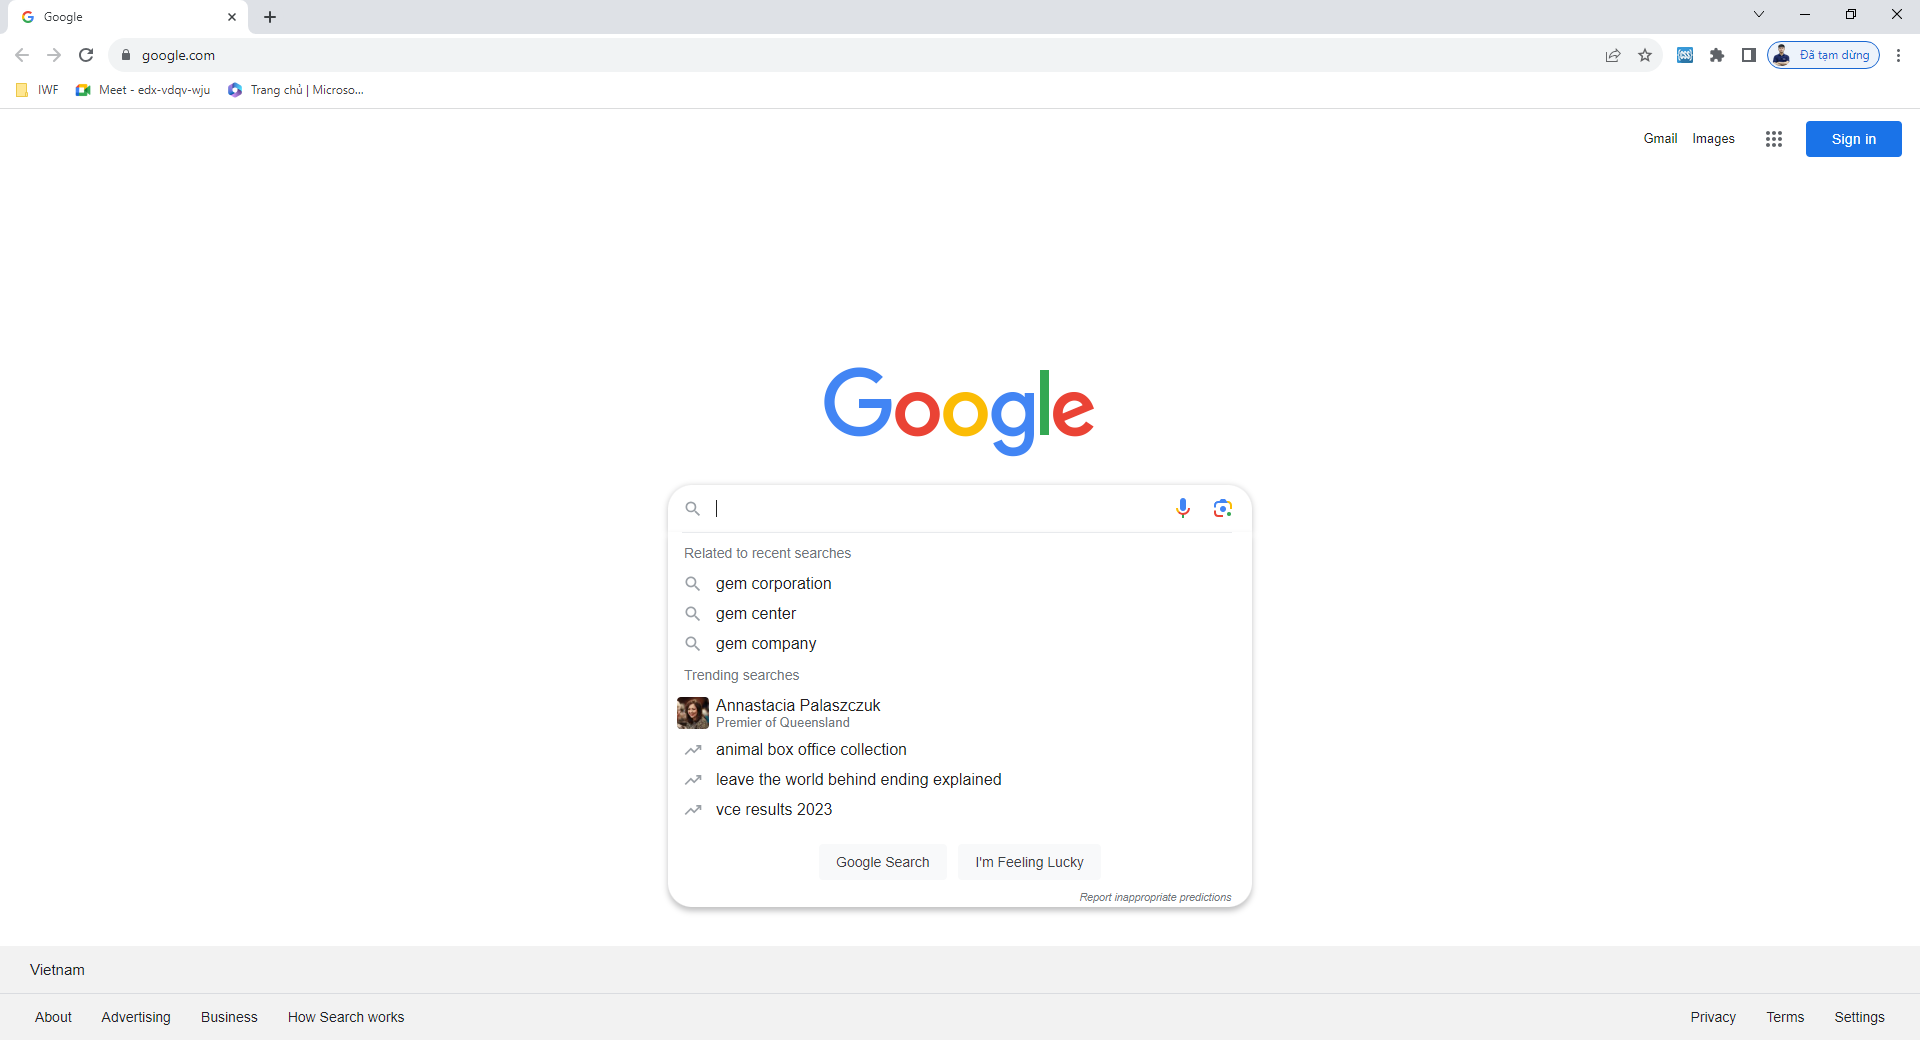 Google
google.com
Đã tạm dừng
IWF
Meet - edx-vdqv-wju
Trang chủ | Microso...
Gmail
Images
Sign in
Google
Related to recent searches
gem corporation
gem center
gem company
Trending searches
Annastacia Palaszczuk
Premier of Queensland
animal box office collection
leave the world behind ending explained
vce results 2023
Google Search
I'm Feeling Lucky
Report inappropriate predictions
Vietnam
About
Advertising
Business
How Search works
Privacy
Terms
Settings